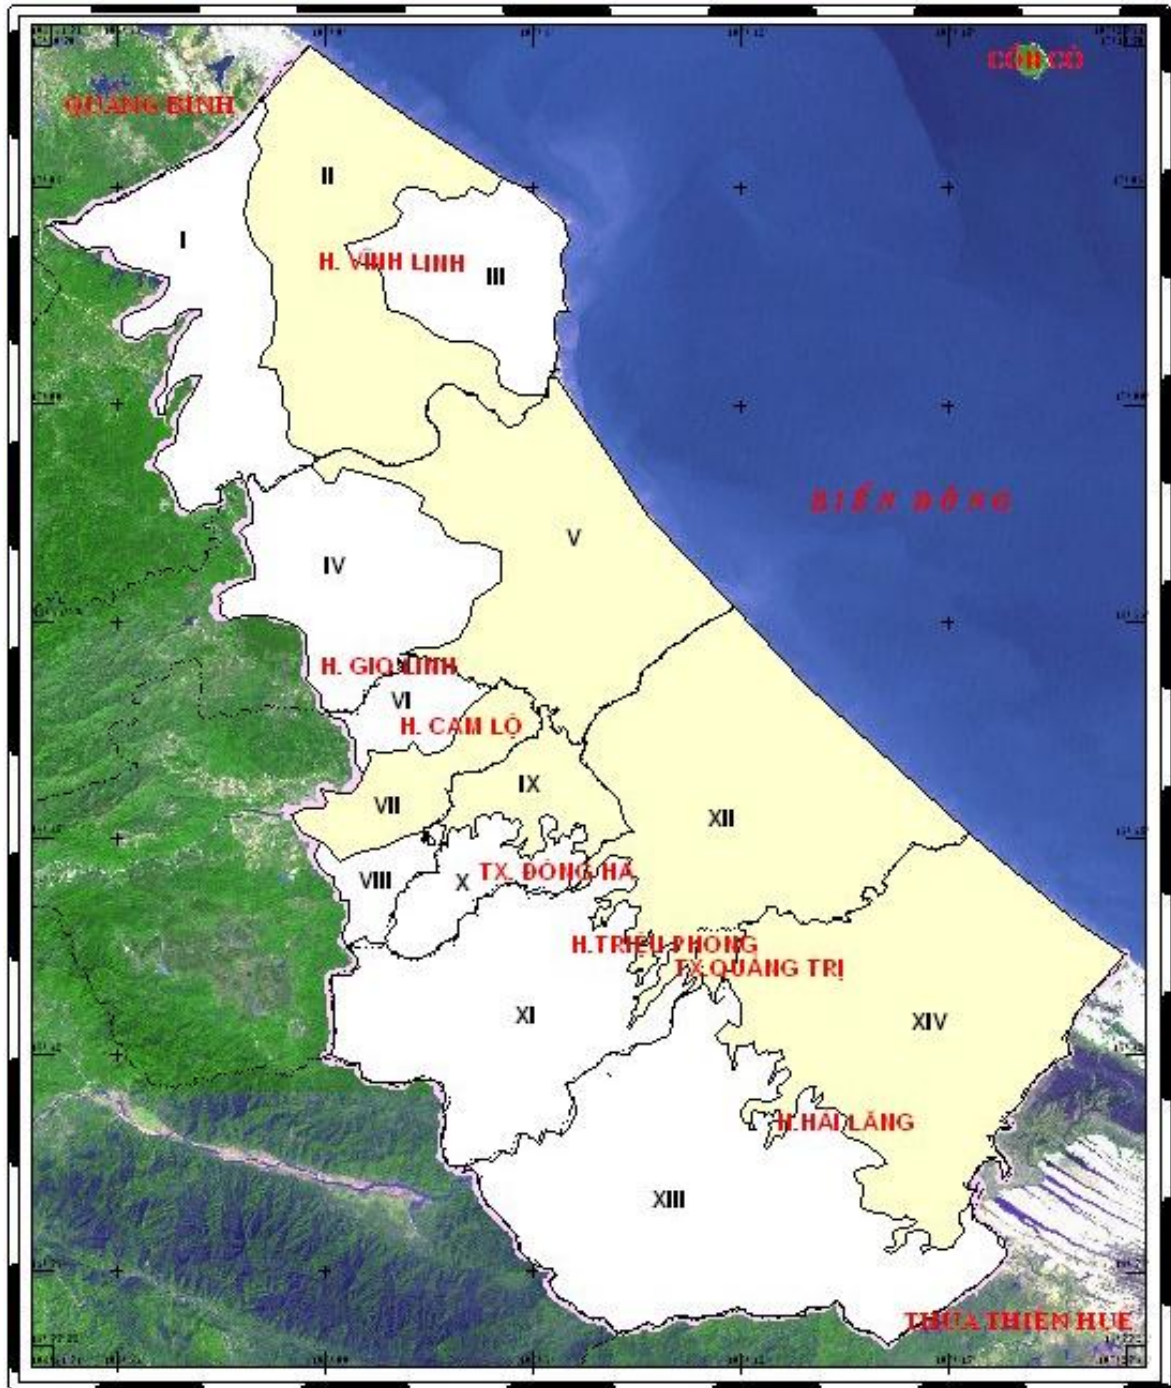 CỒN CỎ
QUẢNG BÌNH
II
I
H. VĨNH LINH
III
BIỂN ĐÔNG
V
IV
H. GIO LINH
VI
H. CAM LỘ
IX
VII
XII
TX. ĐÔNG HÀ
VIII
X
H.TRIỆU PHONG
TX.QUẢNG TRỊ
XI
XIV
H.HẢI LĂNG
XIII
THỪA THIÊN HUẾ